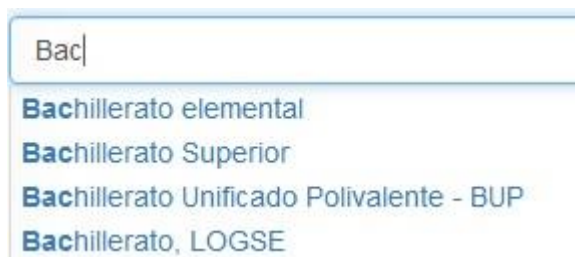 Bac
Bachillerato elemental
Bachillerato Superior
Bachillerato Unificado Polivalente - BUP
Bachillerato, LOGSE